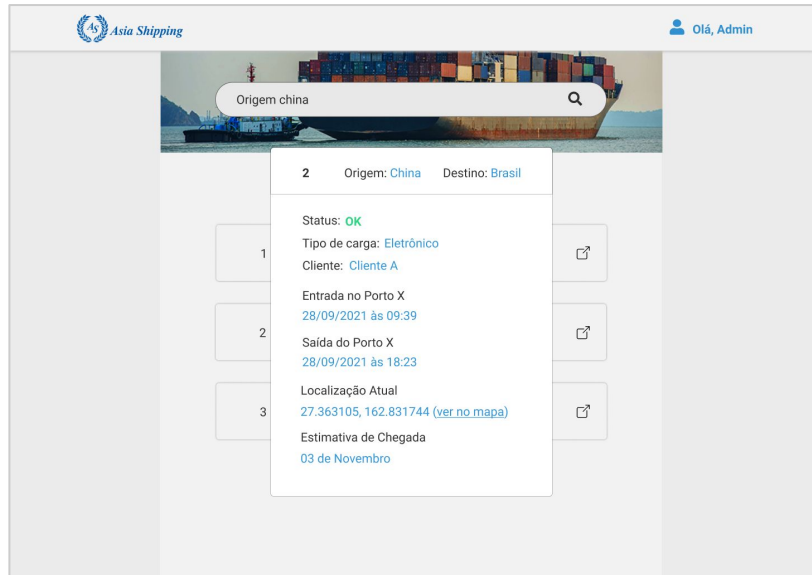 AS Asia Shipping
Olá, Admin
Origem china
2 Origem: China Destino: Brasil
Status: OK
Tipo de carga: Eletrônico
Cliente: Cliente A
Entrada no Porto X
28/09/2021 às 09:39
Saída do Porto X
28/09/2021 às 18:23
Localização Atual
27.363105, 162.831744 (ver no mapa)
Estimativa de Chegada
03 de Novembro
1
2
3